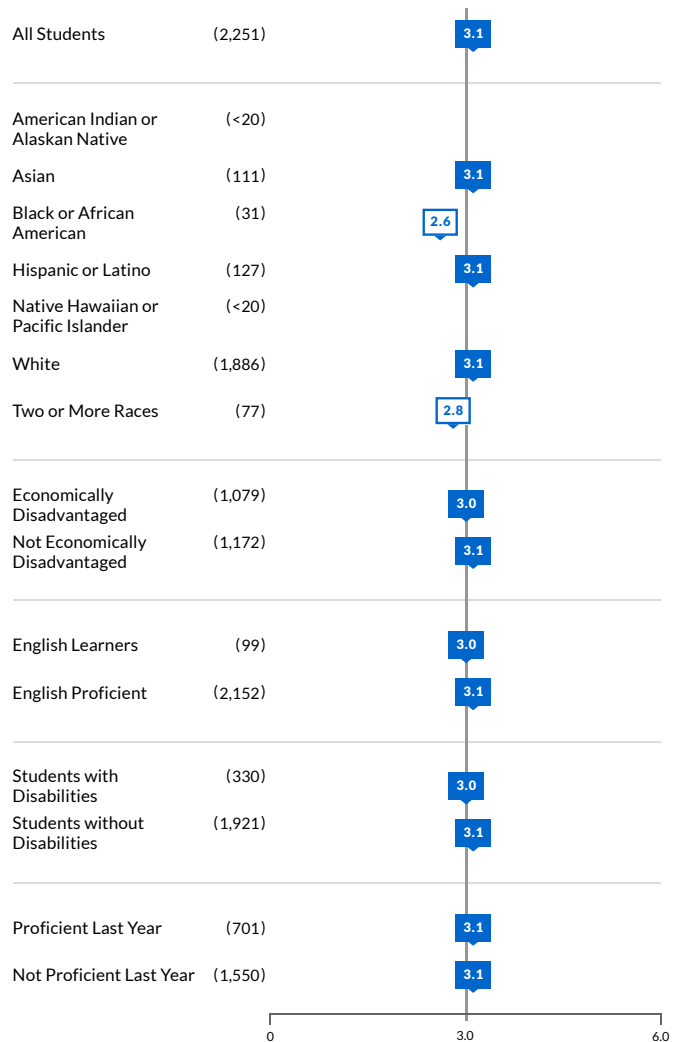 All Students (2,251) 3.1
American Indian or
Alaskan Native (<20)
Asian (111) 3.1
Black or African
American (31) 2.6
Hispanic or Latino (127) 3.1
Native Hawaiian or
Pacific Islander (<20)
White (1,886) 3.1
Two or More Races (77) 2.8
Economically
Disadvantaged (1,079) 3.0
Not Economically
Disadvantaged (1,172) 3.1
English Learners (99) 3.0
English Proficient (2,152) 3.1
Students with
Disabilities (330) 3.0
Students without
Disabilities (1,921) 3.1
Proficient Last Year (701) 3.1
Not Proficient Last Year (1,550) 3.1
0 3.0 6.0